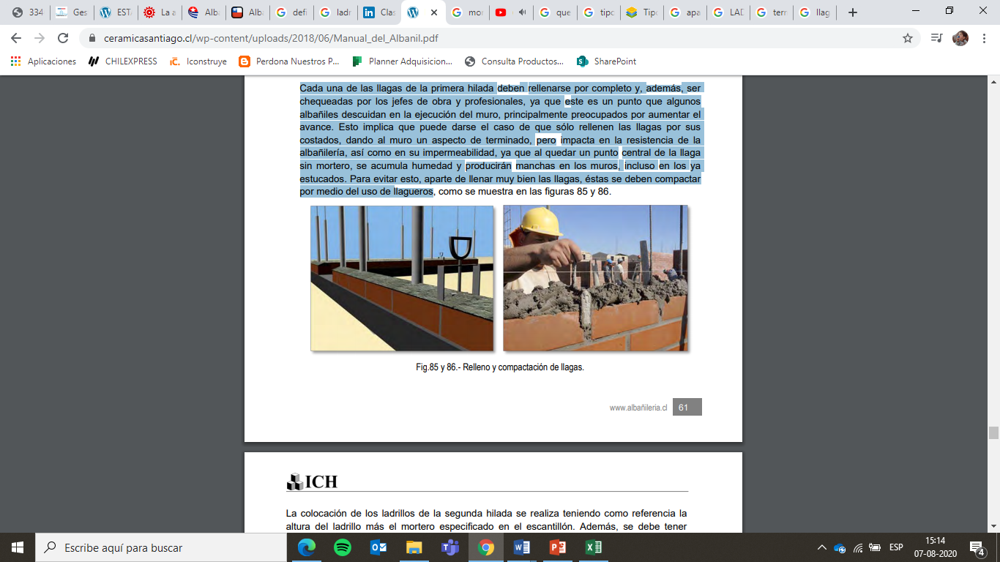 334
Ges
EST
La a
Alba
Alba
defi
ladr
Clas
mor
que
tipo
Tipo
apa
LAD
terr
llag
ceramicasantiago.cl/wp-content/uploads/2018/06/Manual_del_Albanil.pdf
Aplicaciones
CHILEXPRESS
iC. Iconstruye
Perdona Nuestros P...
Planner Adquisicion...
Consulta Productos...
SharePoint
Cada una de las llagas de la primera hilada deben rellenarse por completo y, además, ser
chequeadas por los jefes de obra y profesionales, ya que este es un punto que algunos
albañiles descuidan en la ejecución del muro, principalmente preocupados por aumentar el
avance. Esto implica que puede darse el caso de que sólo rellenen las llagas por sus
costados, dando al muro un aspecto de terminado, pero impacta en la resistencia de la
albañilería, así como en su impermeabilidad, ya que al quedar un punto central de la llaga
sin mortero, se acumula humedad y producirán manchas en los muros, incluso en los ya
estucados. Para evitar esto, aparte de llenar muy bien las llagas, éstas se deben compactar
por medio del uso de llagueros, como se muestra en las figuras 85 y 86.
Fig.85 y 86.- Relleno y compactación de llagas.
www.albañileria.cl 61
ICH
La colocación de los ladrillos de la segunda hilada se realiza teniendo como referencia la
altura del ladrillo más el mortero especificado en el escantillón. Además, se debe tener
Escribe aquí para buscar
ESP
15:14
07-08-2020
4